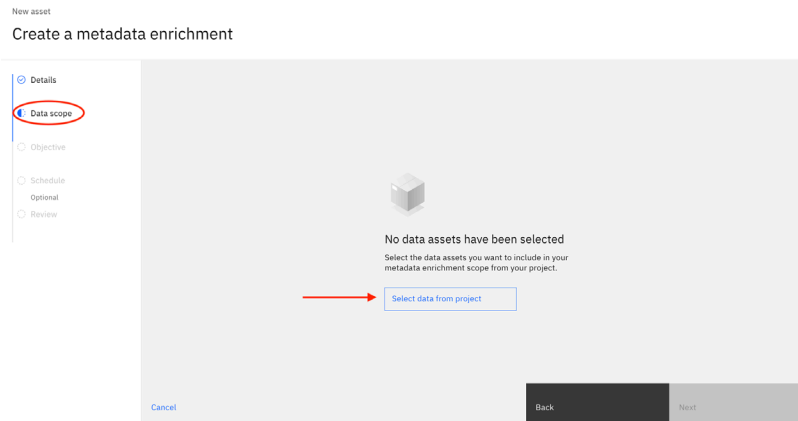 New asset
Create a metadata enrichment
Details
Data scope
Objective
Schedule
Optional
Review
No data assets have been selected
Select the data assets you want to include in your
metadata enrichment scope from your project.
Select data from project
Cancel
Back
Next